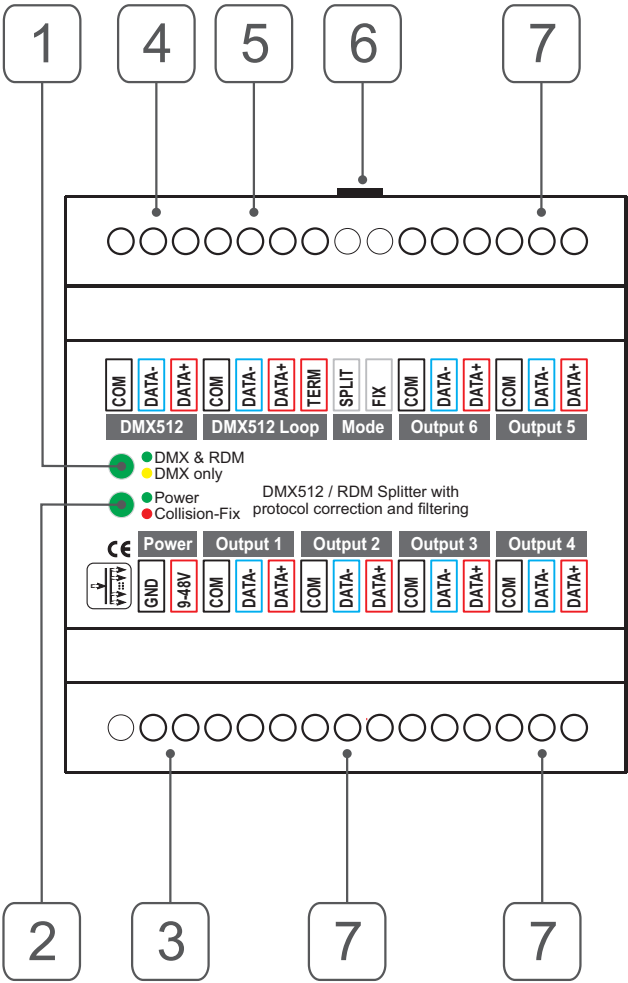 1 4 5 6 7
COM DATA- DATA+ COM DATA- DATA+ TERM SPLIT FIX COM DATA- DATA+ COM DATA- DATA+
DMX512 DMX512 Loop Mode Output 6 Output 5
DMX & RDM
DMX only
Power
Collision-Fix
DMX512 / RDM Splitter with
protocol correction and filtering
CE Power Output 1 Output 2 Output 3 Output 4
GND 9-48V COM DATA- DATA+ COM DATA- DATA+ COM DATA- DATA+ COM DATA- DATA+
2 3 7 7